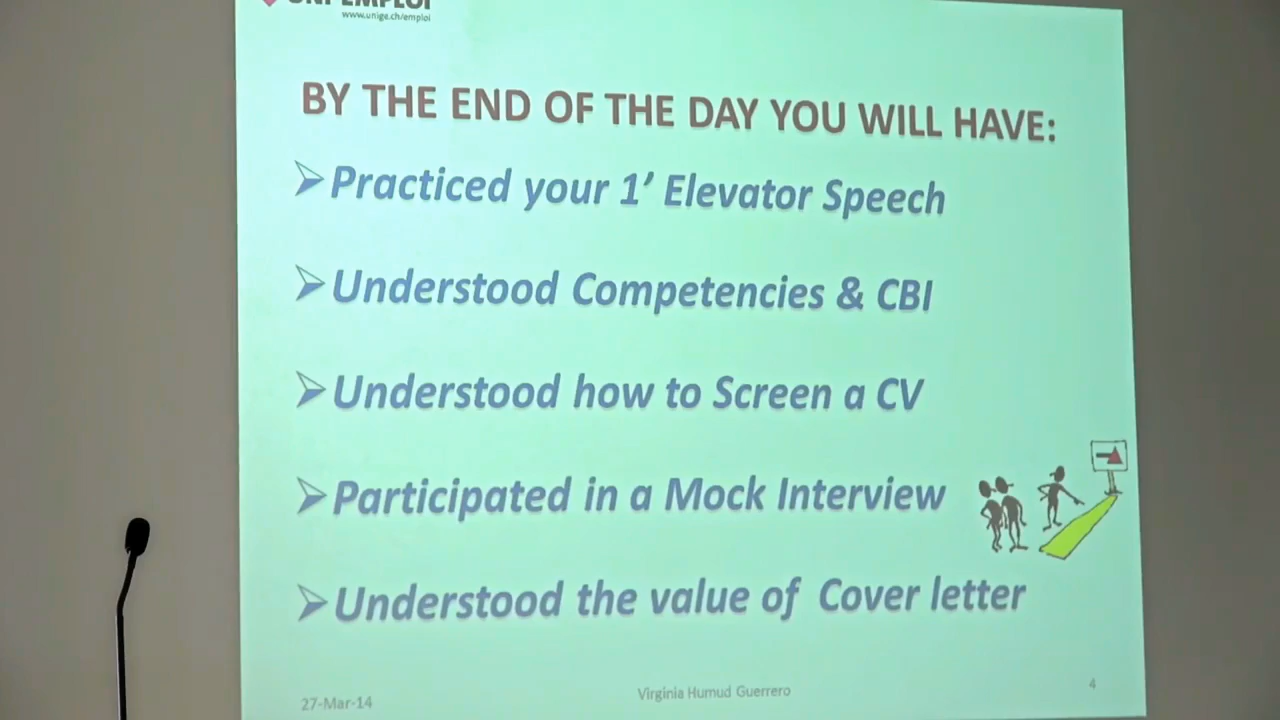 UNI EMPLOI
www.unige.ch/emploi
BY THE END OF THE DAY YOU WILL HAVE:
Practiced your 1’ Elevator Speech
Understood Competencies & CBI
Understood how to Screen a CV
Participated in a Mock Interview
Understood the value of Cover letter
27-Mar-14
Virginia Humud Guerrero
4